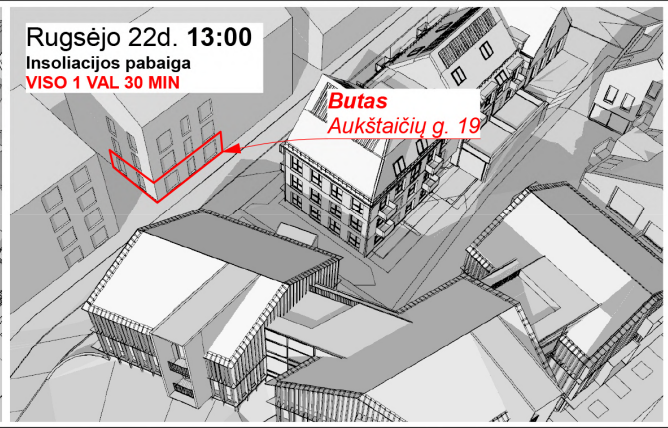 Rugsėjo 22d. 13:00
Insoliacijos pabaiga
VISO 1 VAL 30 MIN
Butas
Aukštaičių g. 19